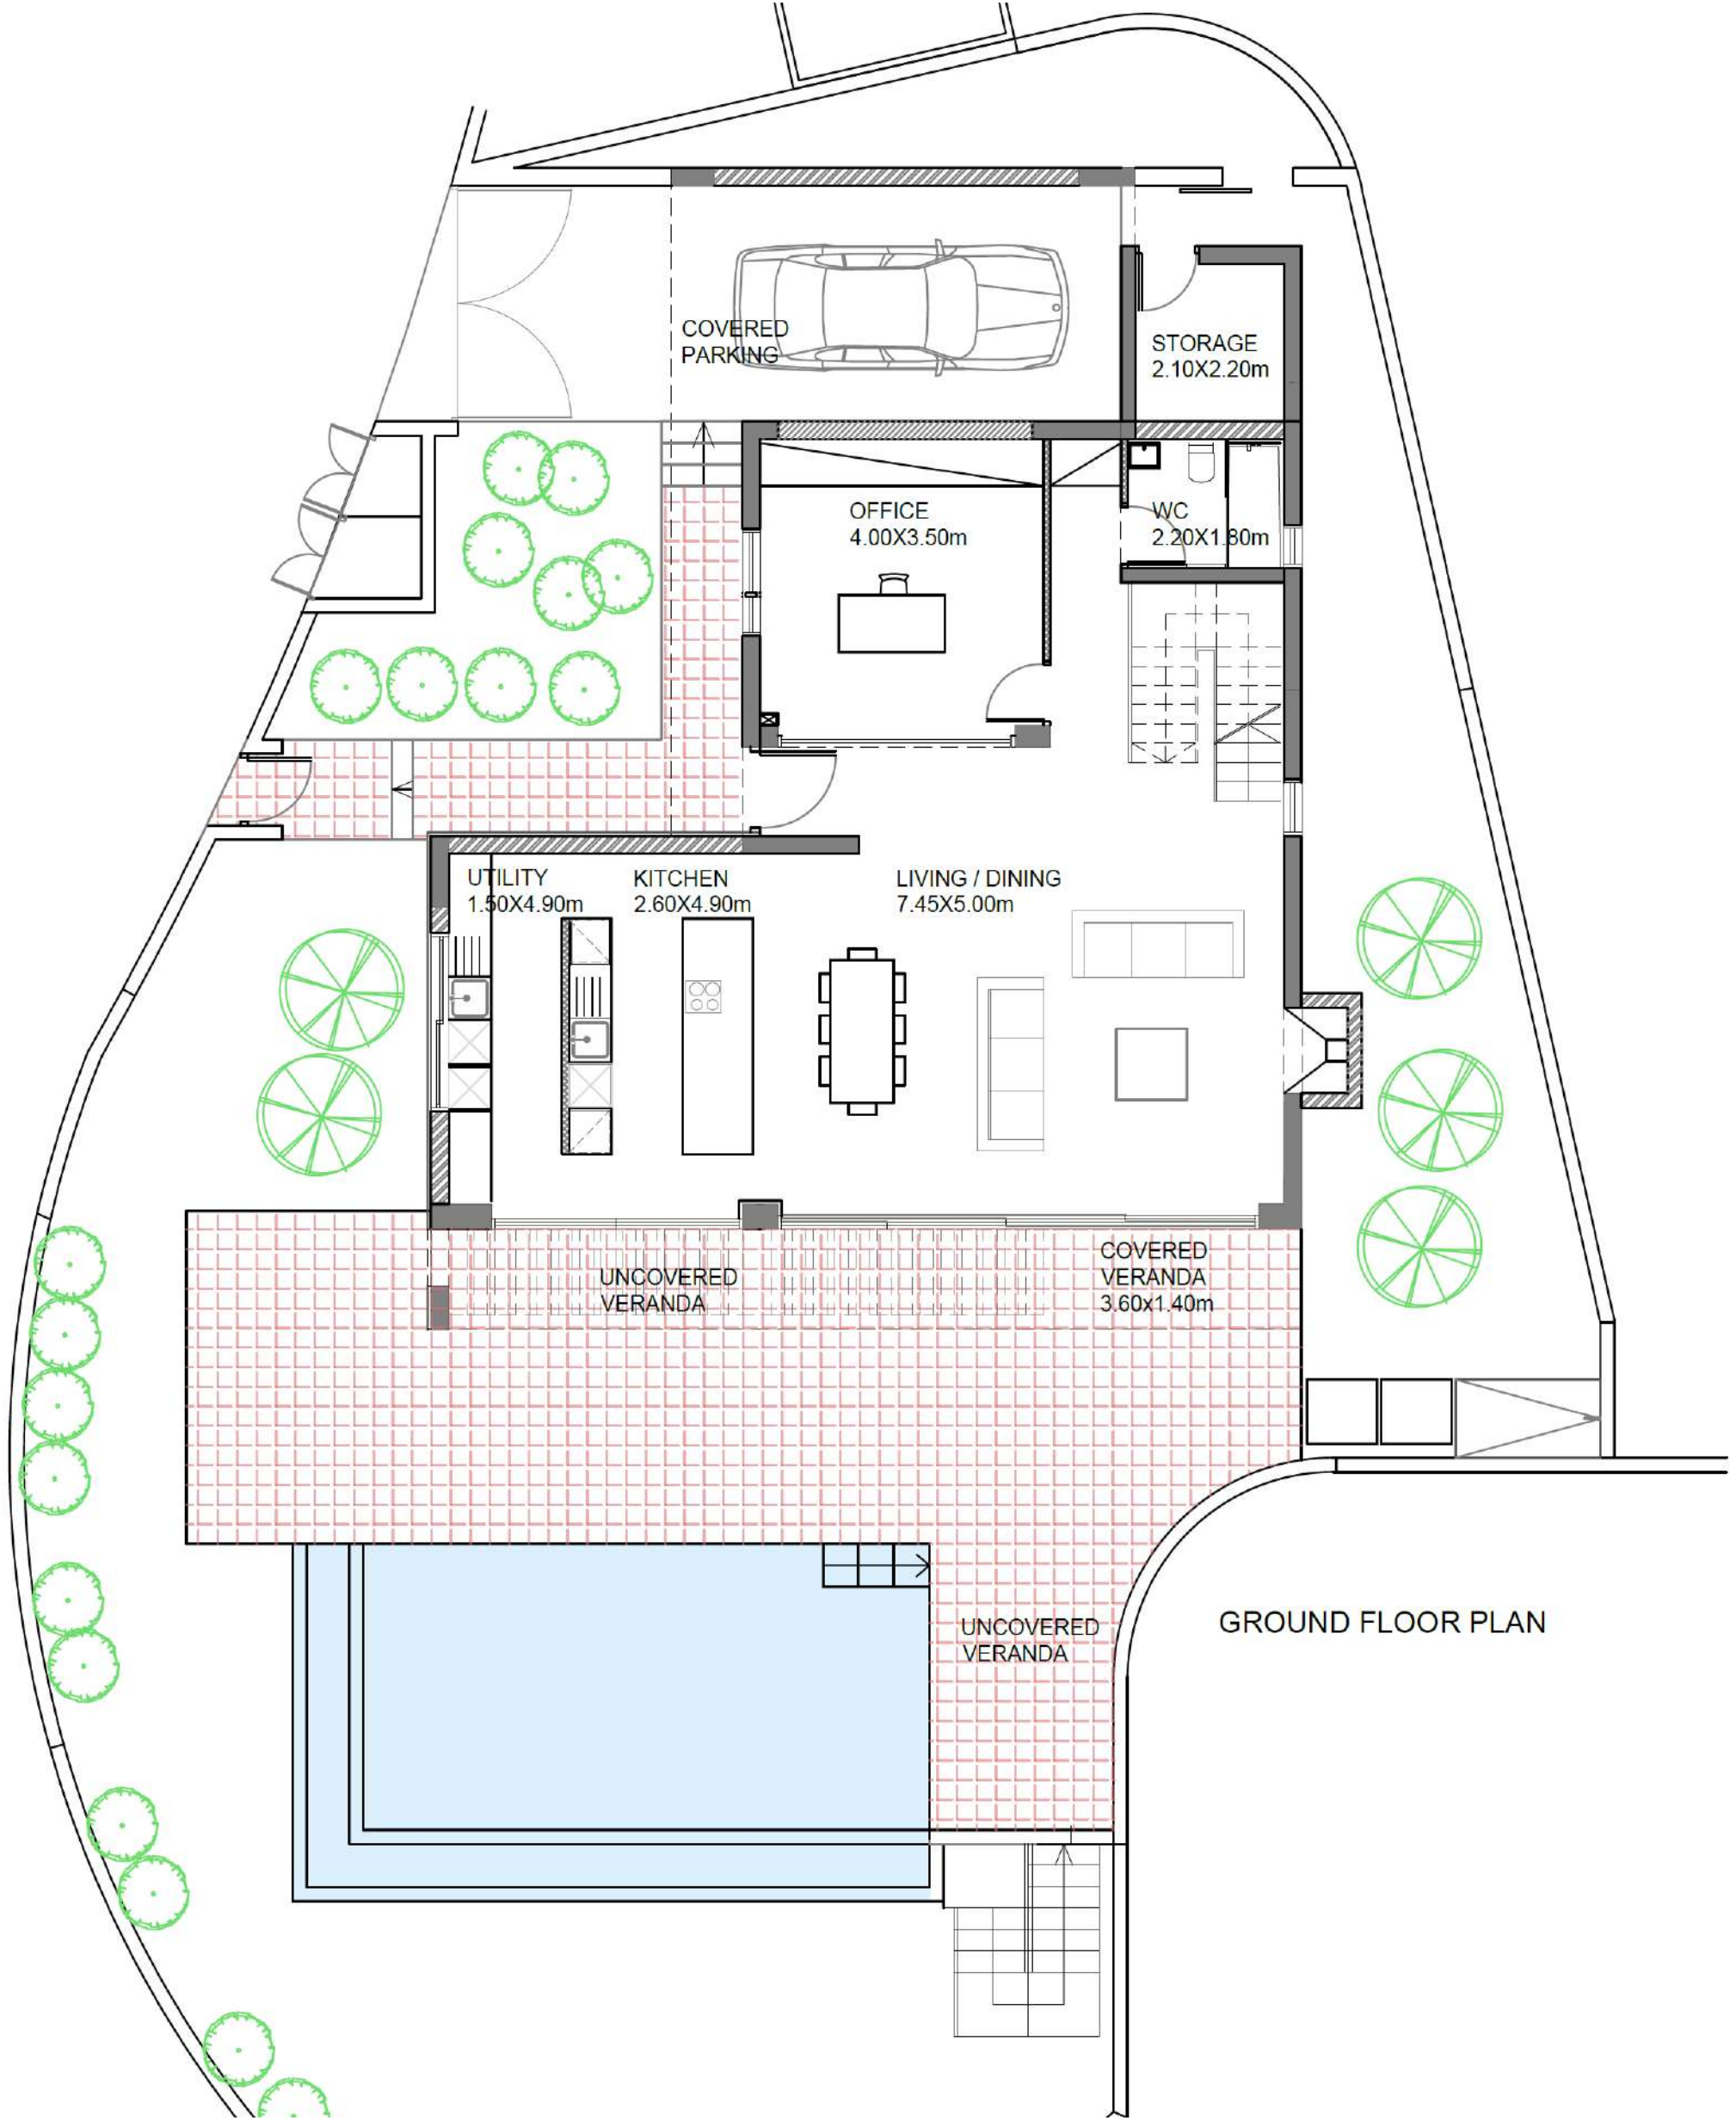 COVERED
PARKING
STORAGE
2.10X2.20m
OFFICE
4.00X3.50m
WC
2.20X1.80m
UTILITY
1.50X4.90m
KITCHEN
2.60X4.90m
LIVING / DINING
7.45X5.00m
UNCOVERED
VERANDA
COVERED
VERANDA
3.60x1.40m
UNCOVERED
VERANDA
GROUND FLOOR PLAN